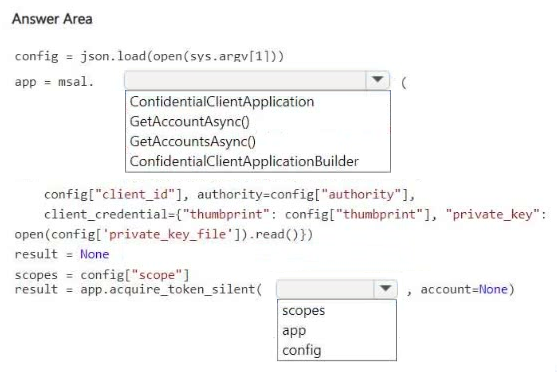 Answer Area
config = json.load(open(sys.argv[1]))
app = msal. (
ConfidentialClientApplication
GetAccountAsync()
GetAccountsAsync()
ConfidentialClientApplicationBuilder
config["client_id"], authority=config["authority"],
client_credential={"thumbprint": config["thumbprint"], "private_key":
open(config['private_key_file']).read()})
result = None
scopes = config["scope"]
result = app.acquire_token_silent( , account=None)
scopes
app
config